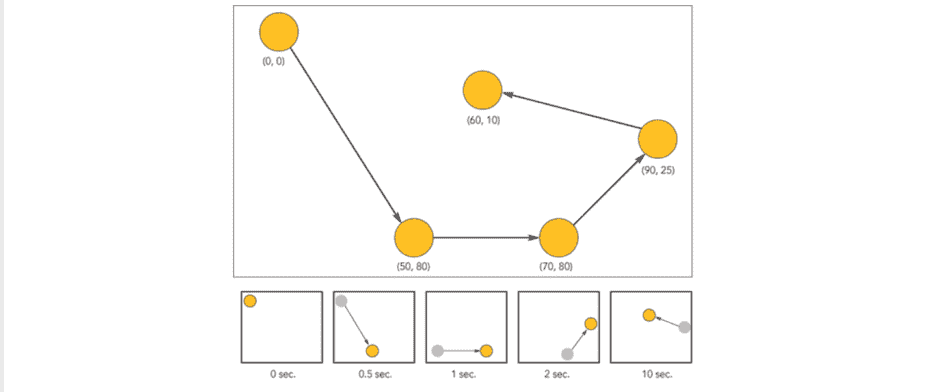 (0, 0)
(60, 10)
(90, 25)
(50, 80)
(70, 80)
0 sec.
0.5 sec.
1 sec.
2 sec.
10 sec.